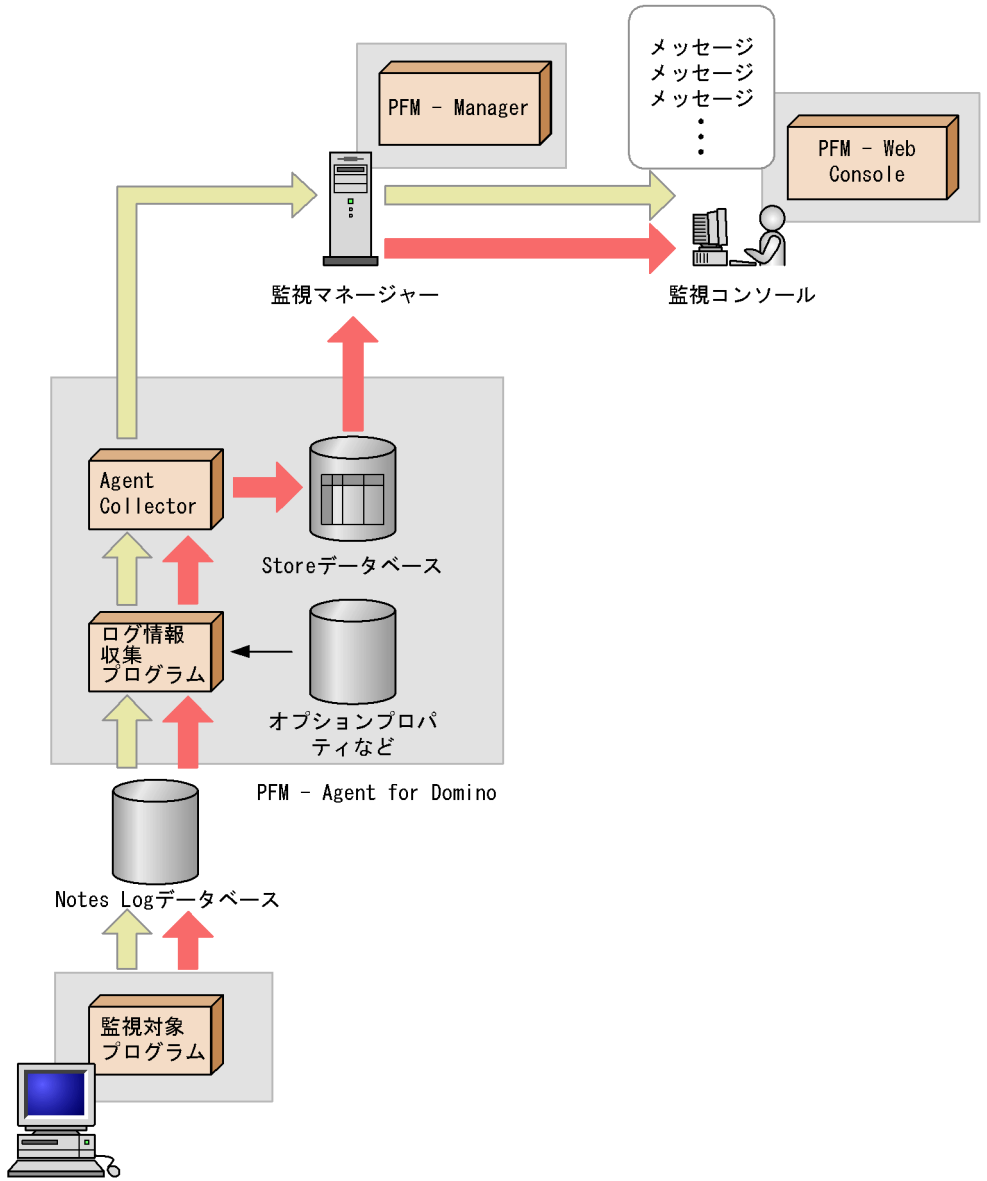 メッセージ
メッセージ
メッセージ
PFM - Manager
PFM - Web
Console
監視マネージャー
監視コンソール
Agent
Collector
Storeデータベース
ログ情報
収集
プログラム
オプションプロパ
ティなど
PFM - Agent for Domino
Notes Logデータベース
監視対象
プログラム